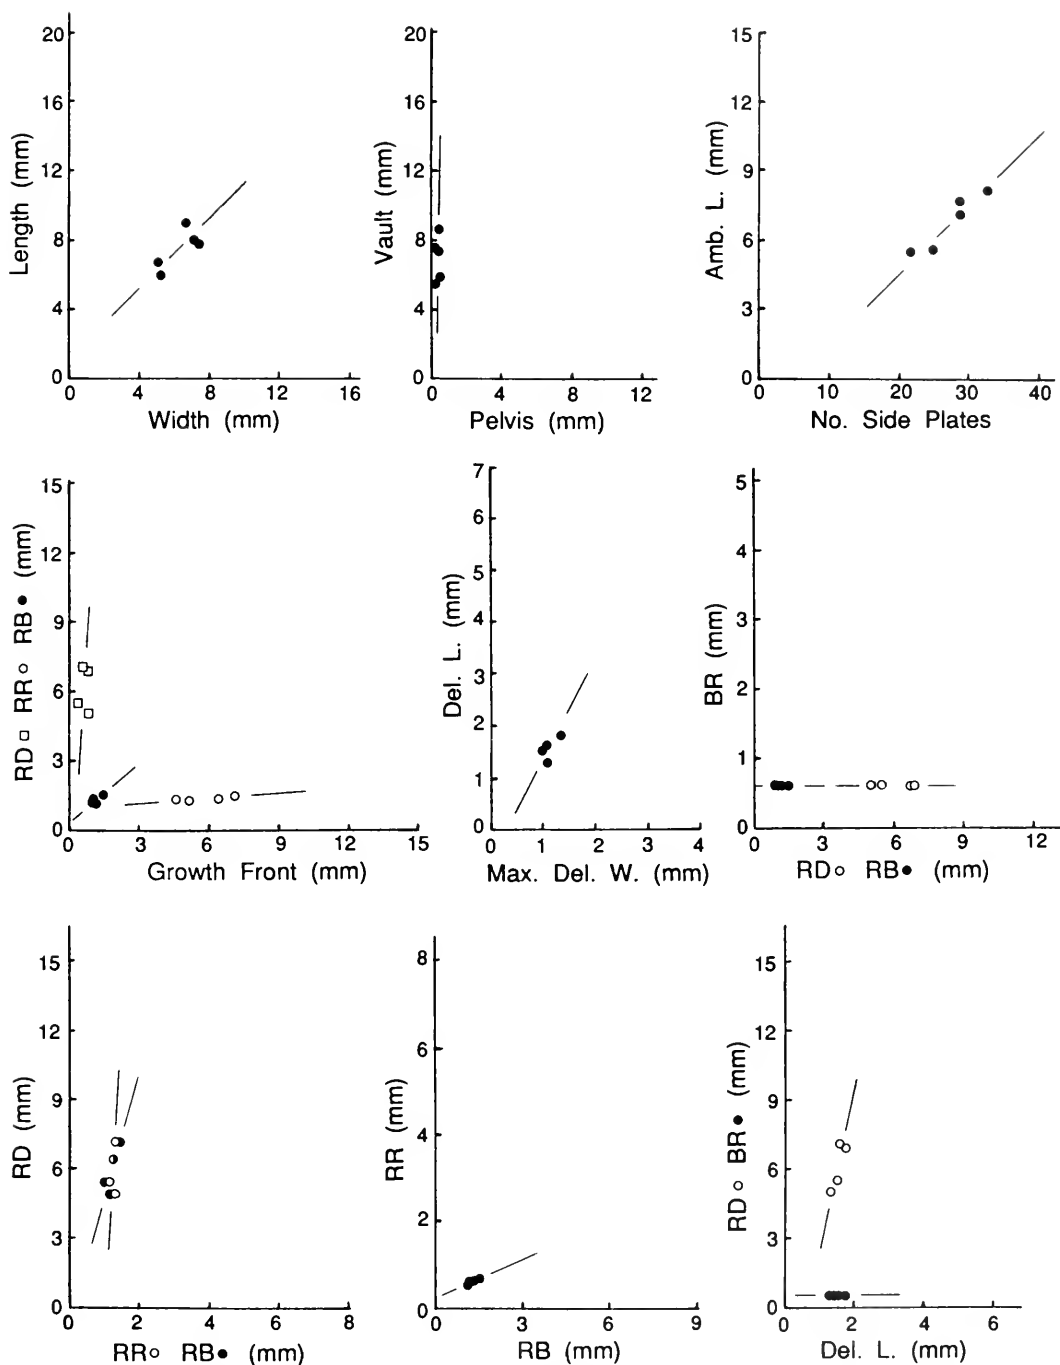 20
16
12
8
4
0
Length (mm)
0 4 8 12 16
Width (mm)
20
16
12
8
4
0
Vault (mm)
0 4 8 12
Pelvis (mm)
15
12
9
6
3
0
Amb. L. (mm)
0 10 20 30 40
No. Side Plates
15
12
9
6
3
0
RD □ RR ○ RB ● (mm)
0 3 6 9 12 15
Growth Front (mm)
7
6
5
4
3
2
1
0
Del. L. (mm)
0 1 2 3 4
Max. Del. W. (mm)
5
4
3
2
1
0
BR (mm)
0 3 6 9 12
RD ○ RB ● (mm)
15
12
9
6
3
0
RD (mm)
0 2 4 6 8
RR ○ RB ● (mm)
8
6
4
2
0
RR (mm)
0 3 6 9
RB (mm)
15
12
9
6
3
0
RD ○ BR ● (mm)
0 2 4 6
Del. L. (mm)